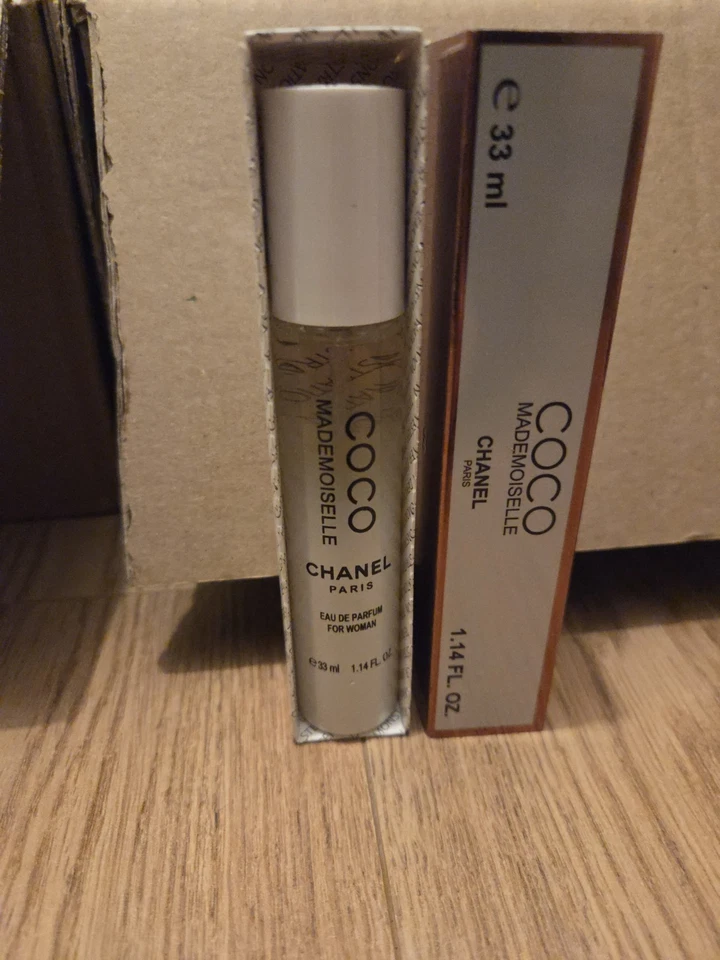 COCO
MADEMOISELLE
CHANEL
PARIS
EAU DE PARFUM
FOR WOMAN
e 33 ml 1.14 FL. OZ.
e 33 ml
COCO
MADEMOISELLE
CHANEL
PARIS
1.14 FL. OZ.